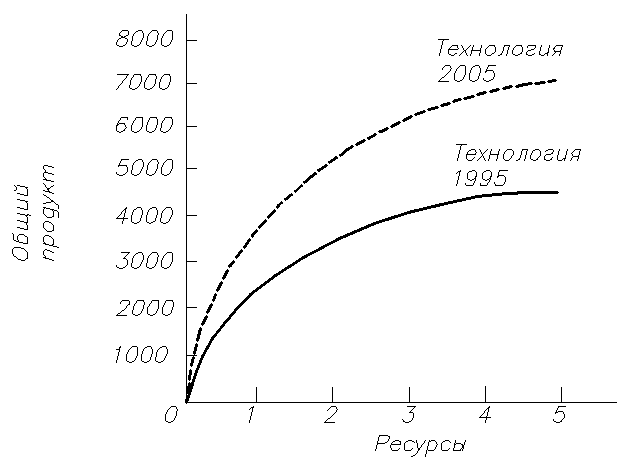 8000
7000
6000
5000
4000
3000
2000
1000
Общий
продукт
Технология
2005
Технология
1995
0 1 2 3 4 5
Ресурсы